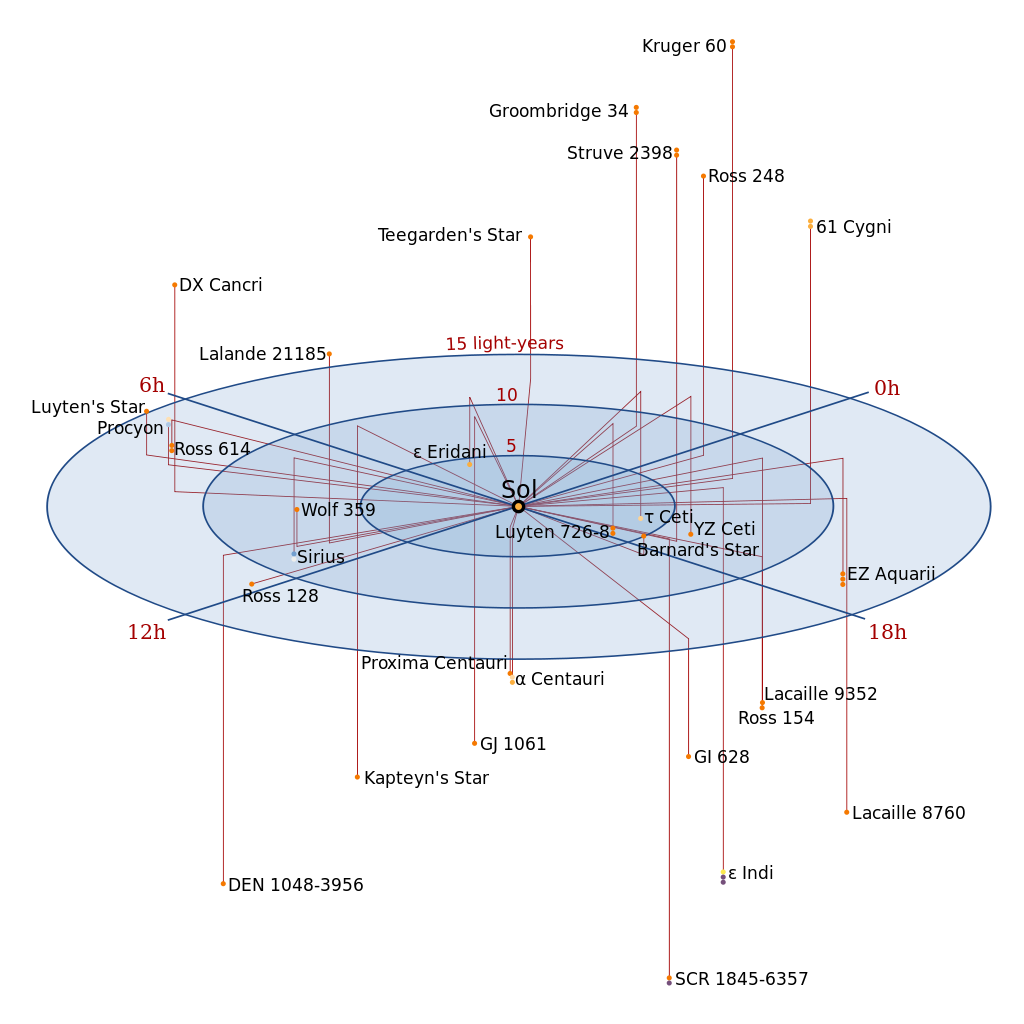 Kruger 60
Groombridge 34
Struve 2398
Ross 248
61 Cygni
Teegarden's Star
DX Cancri
15 light-years
Lalande 21185
6h
0h
10
Luyten's Star
Procyon
5
Ross 614
ε Eridani
Sol
Wolf 359
τ Ceti
YZ Ceti
Luyten 726-8
Barnard's Star
Sirius
EZ Aquarii
Ross 128
12h
18h
Proxima Centauri
α Centauri
Lacaille 9352
Ross 154
GJ 1061
GI 628
Kapteyn's Star
Lacaille 8760
ε Indi
DEN 1048-3956
SCR 1845-6357